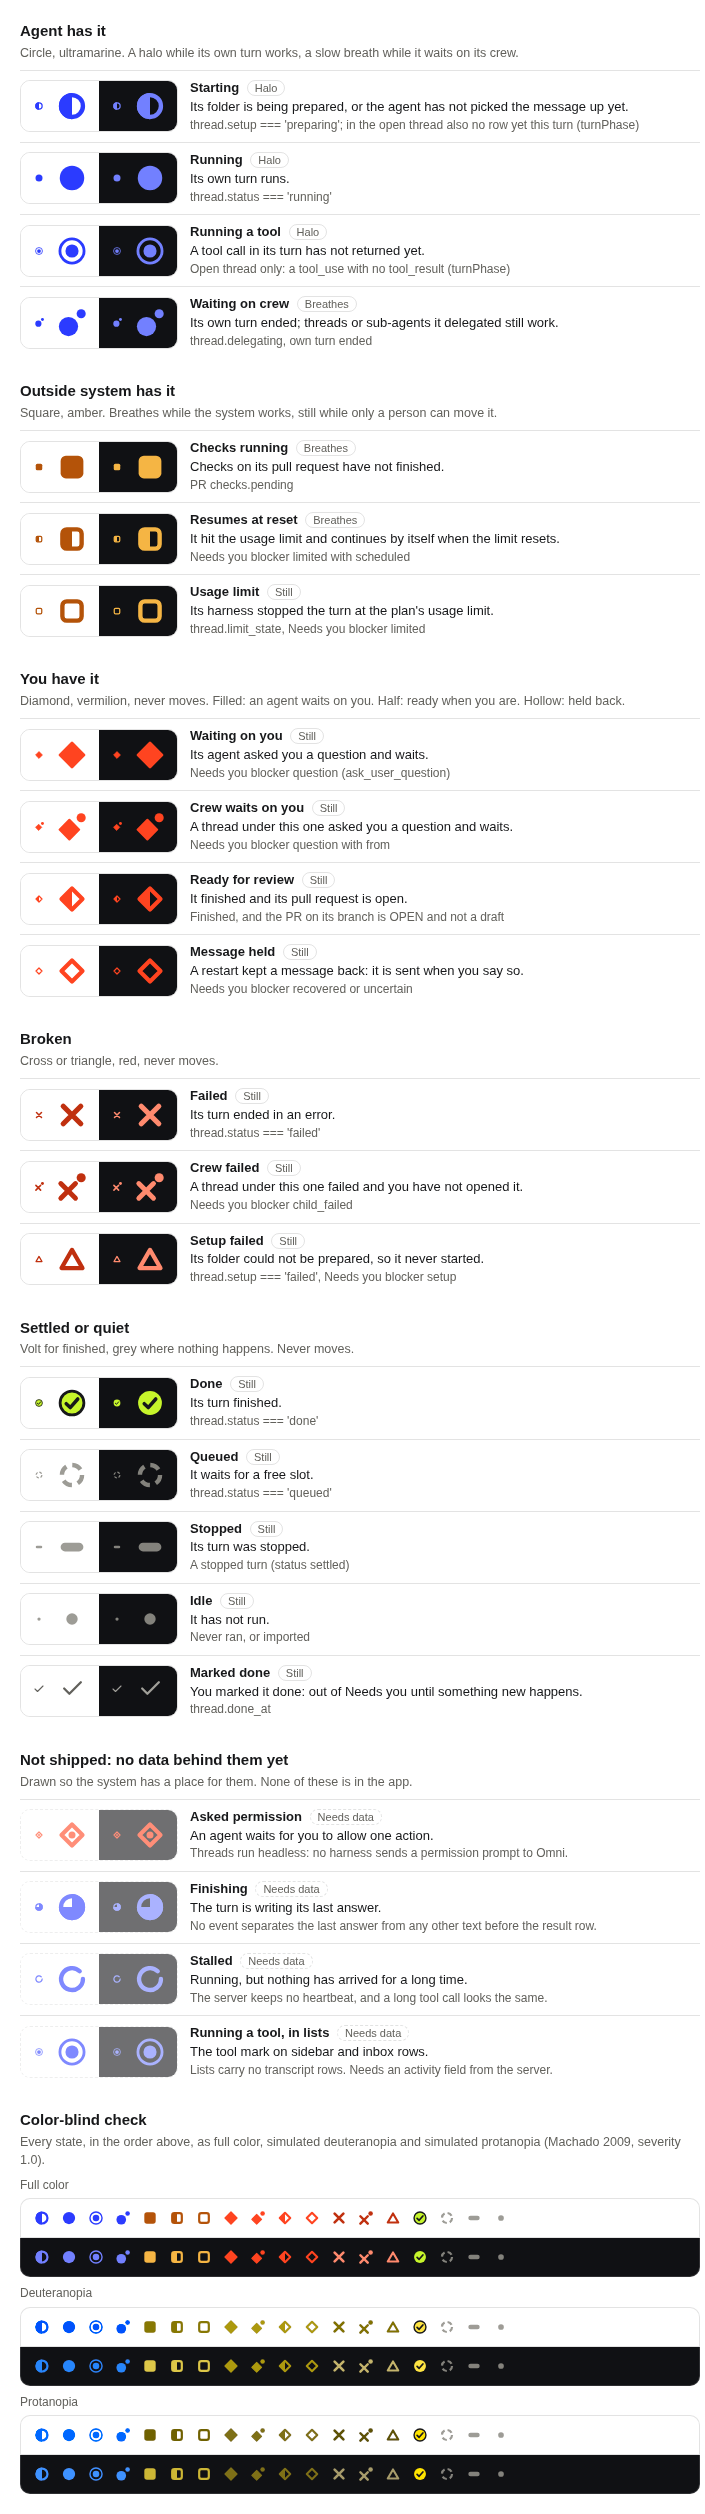 Agent has it
Circle, ultramarine. A halo while its own turn works, a slow breath while it waits on its crew.
Starting Halo
Its folder is being prepared, or the agent has not picked the message up yet.
thread.setup === 'preparing'; in the open thread also no row yet this turn (turnPhase)
Running Halo
Its own turn runs.
thread.status === 'running'
Running a tool Halo
A tool call in its turn has not returned yet.
Open thread only: a tool_use with no tool_result (turnPhase)
Waiting on crew Breathes
Its own turn ended; threads or sub-agents it delegated still work.
thread.delegating, own turn ended
Outside system has it
Square, amber. Breathes while the system works, still while only a person can move it.
Checks running Breathes
Checks on its pull request have not finished.
PR checks.pending
Resumes at reset Breathes
It hit the usage limit and continues by itself when the limit resets.
Needs you blocker limited with scheduled
Usage limit Still
Its harness stopped the turn at the plan's usage limit.
thread.limit_state, Needs you blocker limited
You have it
Diamond, vermilion, never moves. Filled: an agent waits on you. Half: ready when you are. Hollow: held back.
Waiting on you Still
Its agent asked you a question and waits.
Needs you blocker question (ask_user_question)
Crew waits on you Still
A thread under this one asked you a question and waits.
Needs you blocker question with from
Ready for review Still
It finished and its pull request is open.
Finished, and the PR on its branch is OPEN and not a draft
Message held Still
A restart kept a message back: it is sent when you say so.
Needs you blocker recovered or uncertain
Broken
Cross or triangle, red, never moves.
Failed Still
Its turn ended in an error.
thread.status === 'failed'
Crew failed Still
A thread under this one failed and you have not opened it.
Needs you blocker child_failed
Setup failed Still
Its folder could not be prepared, so it never started.
thread.setup === 'failed', Needs you blocker setup
Settled or quiet
Volt for finished, grey where nothing happens. Never moves.
Done Still
Its turn finished.
thread.status === 'done'
Queued Still
It waits for a free slot.
thread.status === 'queued'
Stopped Still
Its turn was stopped.
A stopped turn (status settled)
Idle Still
It has not run.
Never ran, or imported
Marked done Still
You marked it done: out of Needs you until something new happens.
thread.done_at
Not shipped: no data behind them yet
Drawn so the system has a place for them. None of these is in the app.
Asked permission Needs data
An agent waits for you to allow one action.
Threads run headless: no harness sends a permission prompt to Omni.
Finishing Needs data
The turn is writing its last answer.
No event separates the last answer from any other text before the result row.
Stalled Needs data
Running, but nothing has arrived for a long time.
The server keeps no heartbeat, and a long tool call looks the same.
Running a tool, in lists Needs data
The tool mark on sidebar and inbox rows.
Lists carry no transcript rows. Needs an activity field from the server.
Color-blind check
Every state, in the order above, as full color, simulated deuteranopia and simulated protanopia (Machado 2009, severity
1.0).
Full color
Deuteranopia
Protanopia